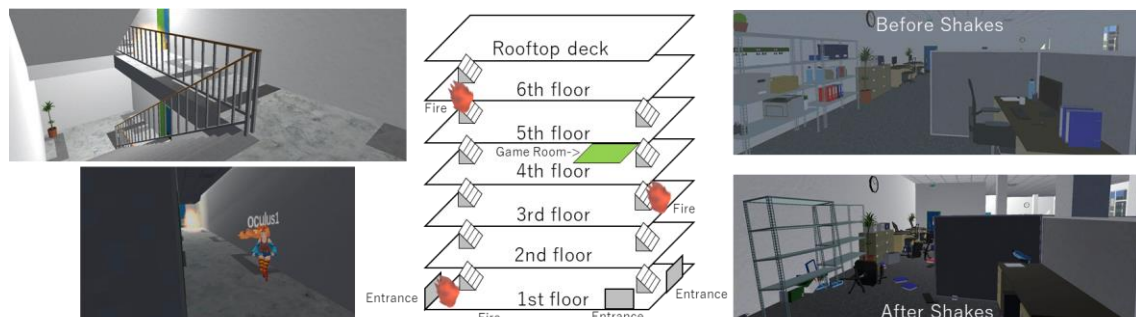 Oculus1
Rooftop deck
6th floor
Fire
5th floor
Game Room->
4th floor
3rd floor
Fire
2nd floor
Entrance
1st floor
Entrance
Fire
Entrance
Before Shakes
After Shakes